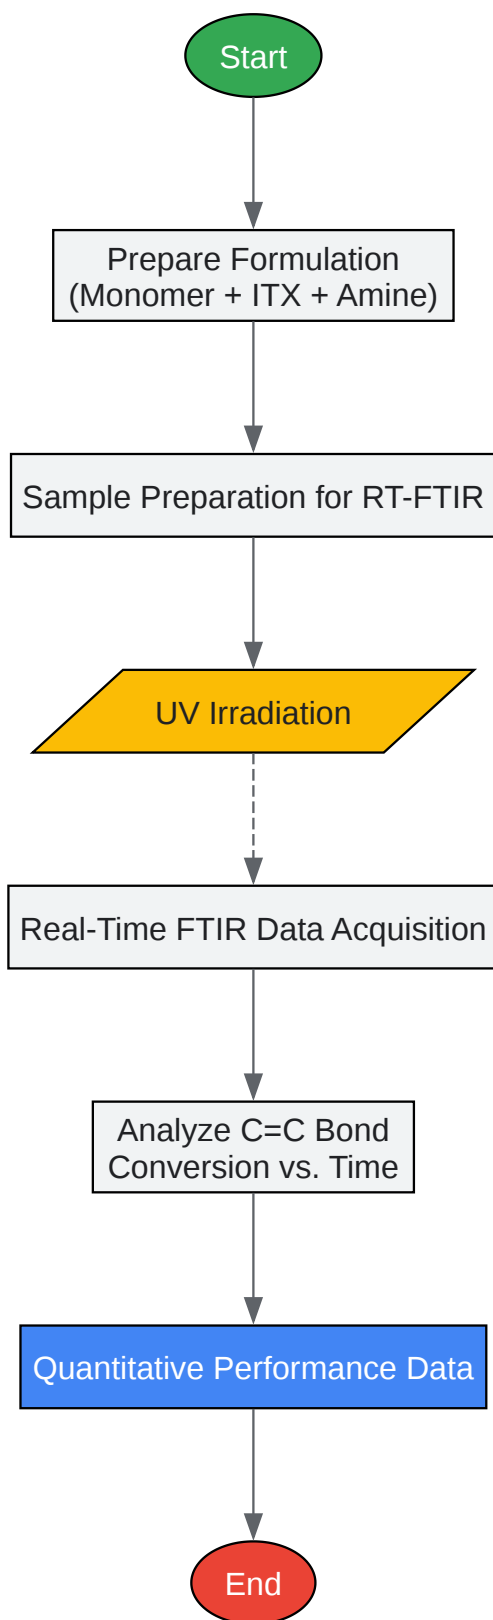 Start
Prepare Formulation
(Monomer + ITX + Amine)
Sample Preparation for RT-FTIR
UV Irradiation
Real-Time FTIR Data Acquisition
Analyze C=C Bond
Conversion vs. Time
Quantitative Performance Data
End